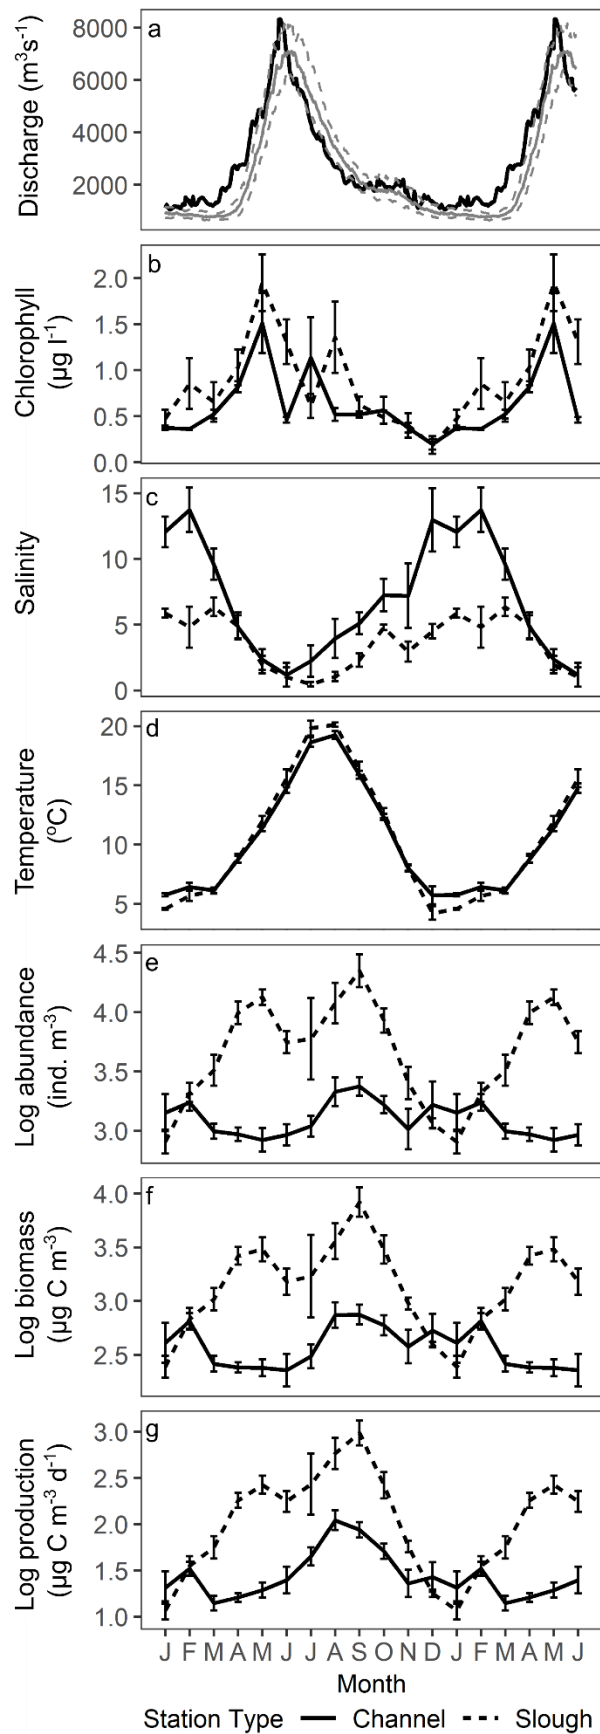 a
Discharge (m³s⁻¹)
8000
6000
4000
2000
b
Chlorophyll
(µg l⁻¹)
2.0
1.5
1.0
0.5
0.0
c
Salinity
15
10
5
0
d
Temperature
(ºC)
20
15
10
5
e
Log abundance
(ind. m⁻³)
4.5
4.0
3.5
3.0
f
Log biomass
(µg C m⁻³)
4.0
3.5
3.0
2.5
g
Log production
(µg C m⁻³ d⁻¹)
3.0
2.5
2.0
1.5
1.0
J F M A M J J A S O N D J F M A M J
Month
Station Type Channel Slough